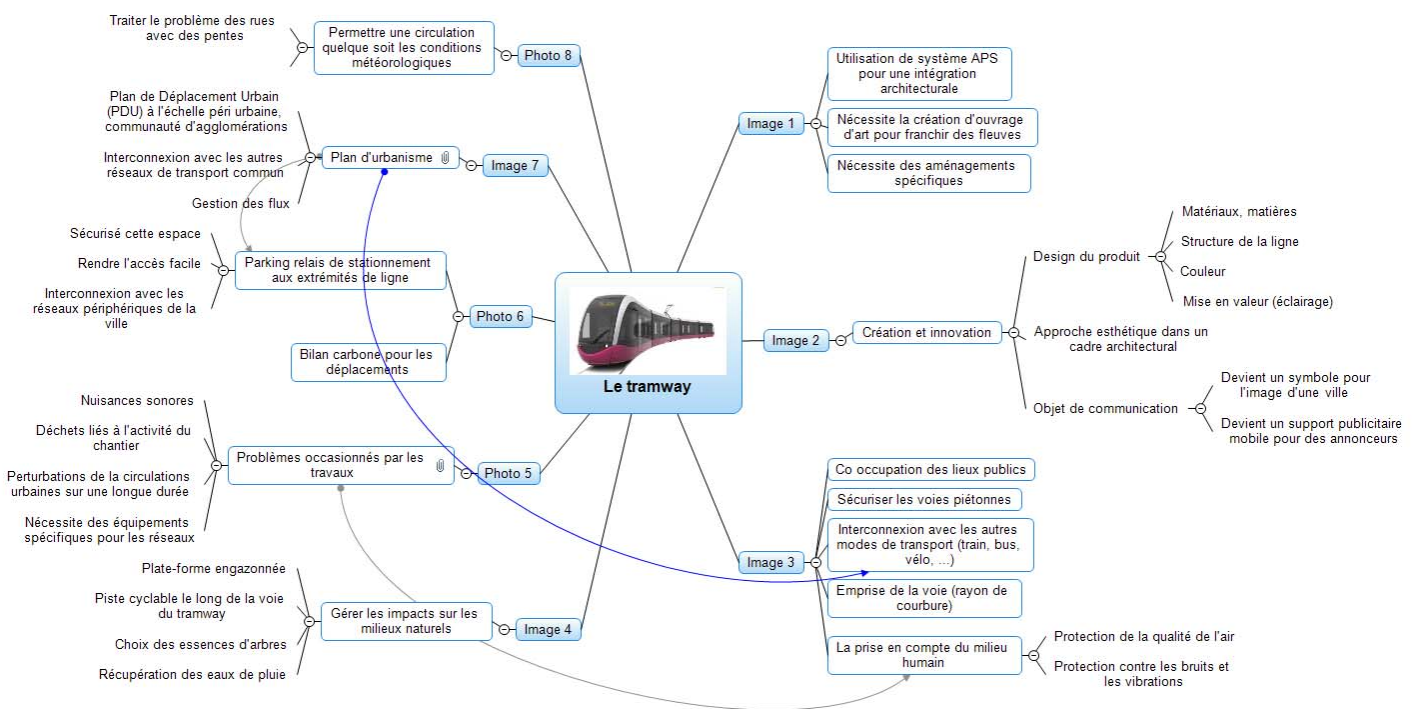 Le tramway
Image 1
Utilisation de système APS
pour une intégration
architecturale
Nécessite la création d'ouvrage
d'art pour franchir des fleuves
Nécessite des aménagements
spécifiques
Image 2
Création et innovation
Design du produit
Matériaux, matières
Structure de la ligne
Couleur
Mise en valeur (éclairage)
Approche esthétique dans un
cadre architectural
Objet de communication
Devient un symbole pour
l'image d'une ville
Devient un support publicitaire
mobile pour des annonceurs
Image 3
Co occupation des lieux publics
Sécuriser les voies piétonnes
Interconnexion avec les autres
modes de transport (train, bus,
vélo, ...)
Emprise de la voie (rayon de
courbure)
La prise en compte du milieu
humain
Protection de la qualité de l'air
Protection contre les bruits et
les vibrations
Image 4
Gérer les impacts sur les
milieux naturels
Plate-forme engazonnée
Piste cyclable le long de la voie
du tramway
Choix des essences d'arbres
Récupération des eaux de pluie
Photo 5
Problèmes occasionnés par les
travaux
Nuisances sonores
Déchets liés à l'activité du
chantier
Perturbations de la circulations
urbaines sur une longue durée
Nécessite des équipements
spécifiques pour les réseaux
Photo 6
Parking relais de stationnement
aux extrémités de ligne
Sécurisé cette espace
Rendre l'accès facile
Interconnexion avec les
réseaux périphériques de la
ville
Bilan carbone pour les
déplacements
Image 7
Plan d'urbanisme
Plan de Déplacement Urbain
(PDU) à l'échelle péri urbaine,
communauté d'agglomérations
Interconnexion avec les autres
réseaux de transport commun
Gestion des flux
Photo 8
Permettre une circulation
quelque soit les conditions
météorologiques
Traiter le problème des rues
avec des pentes